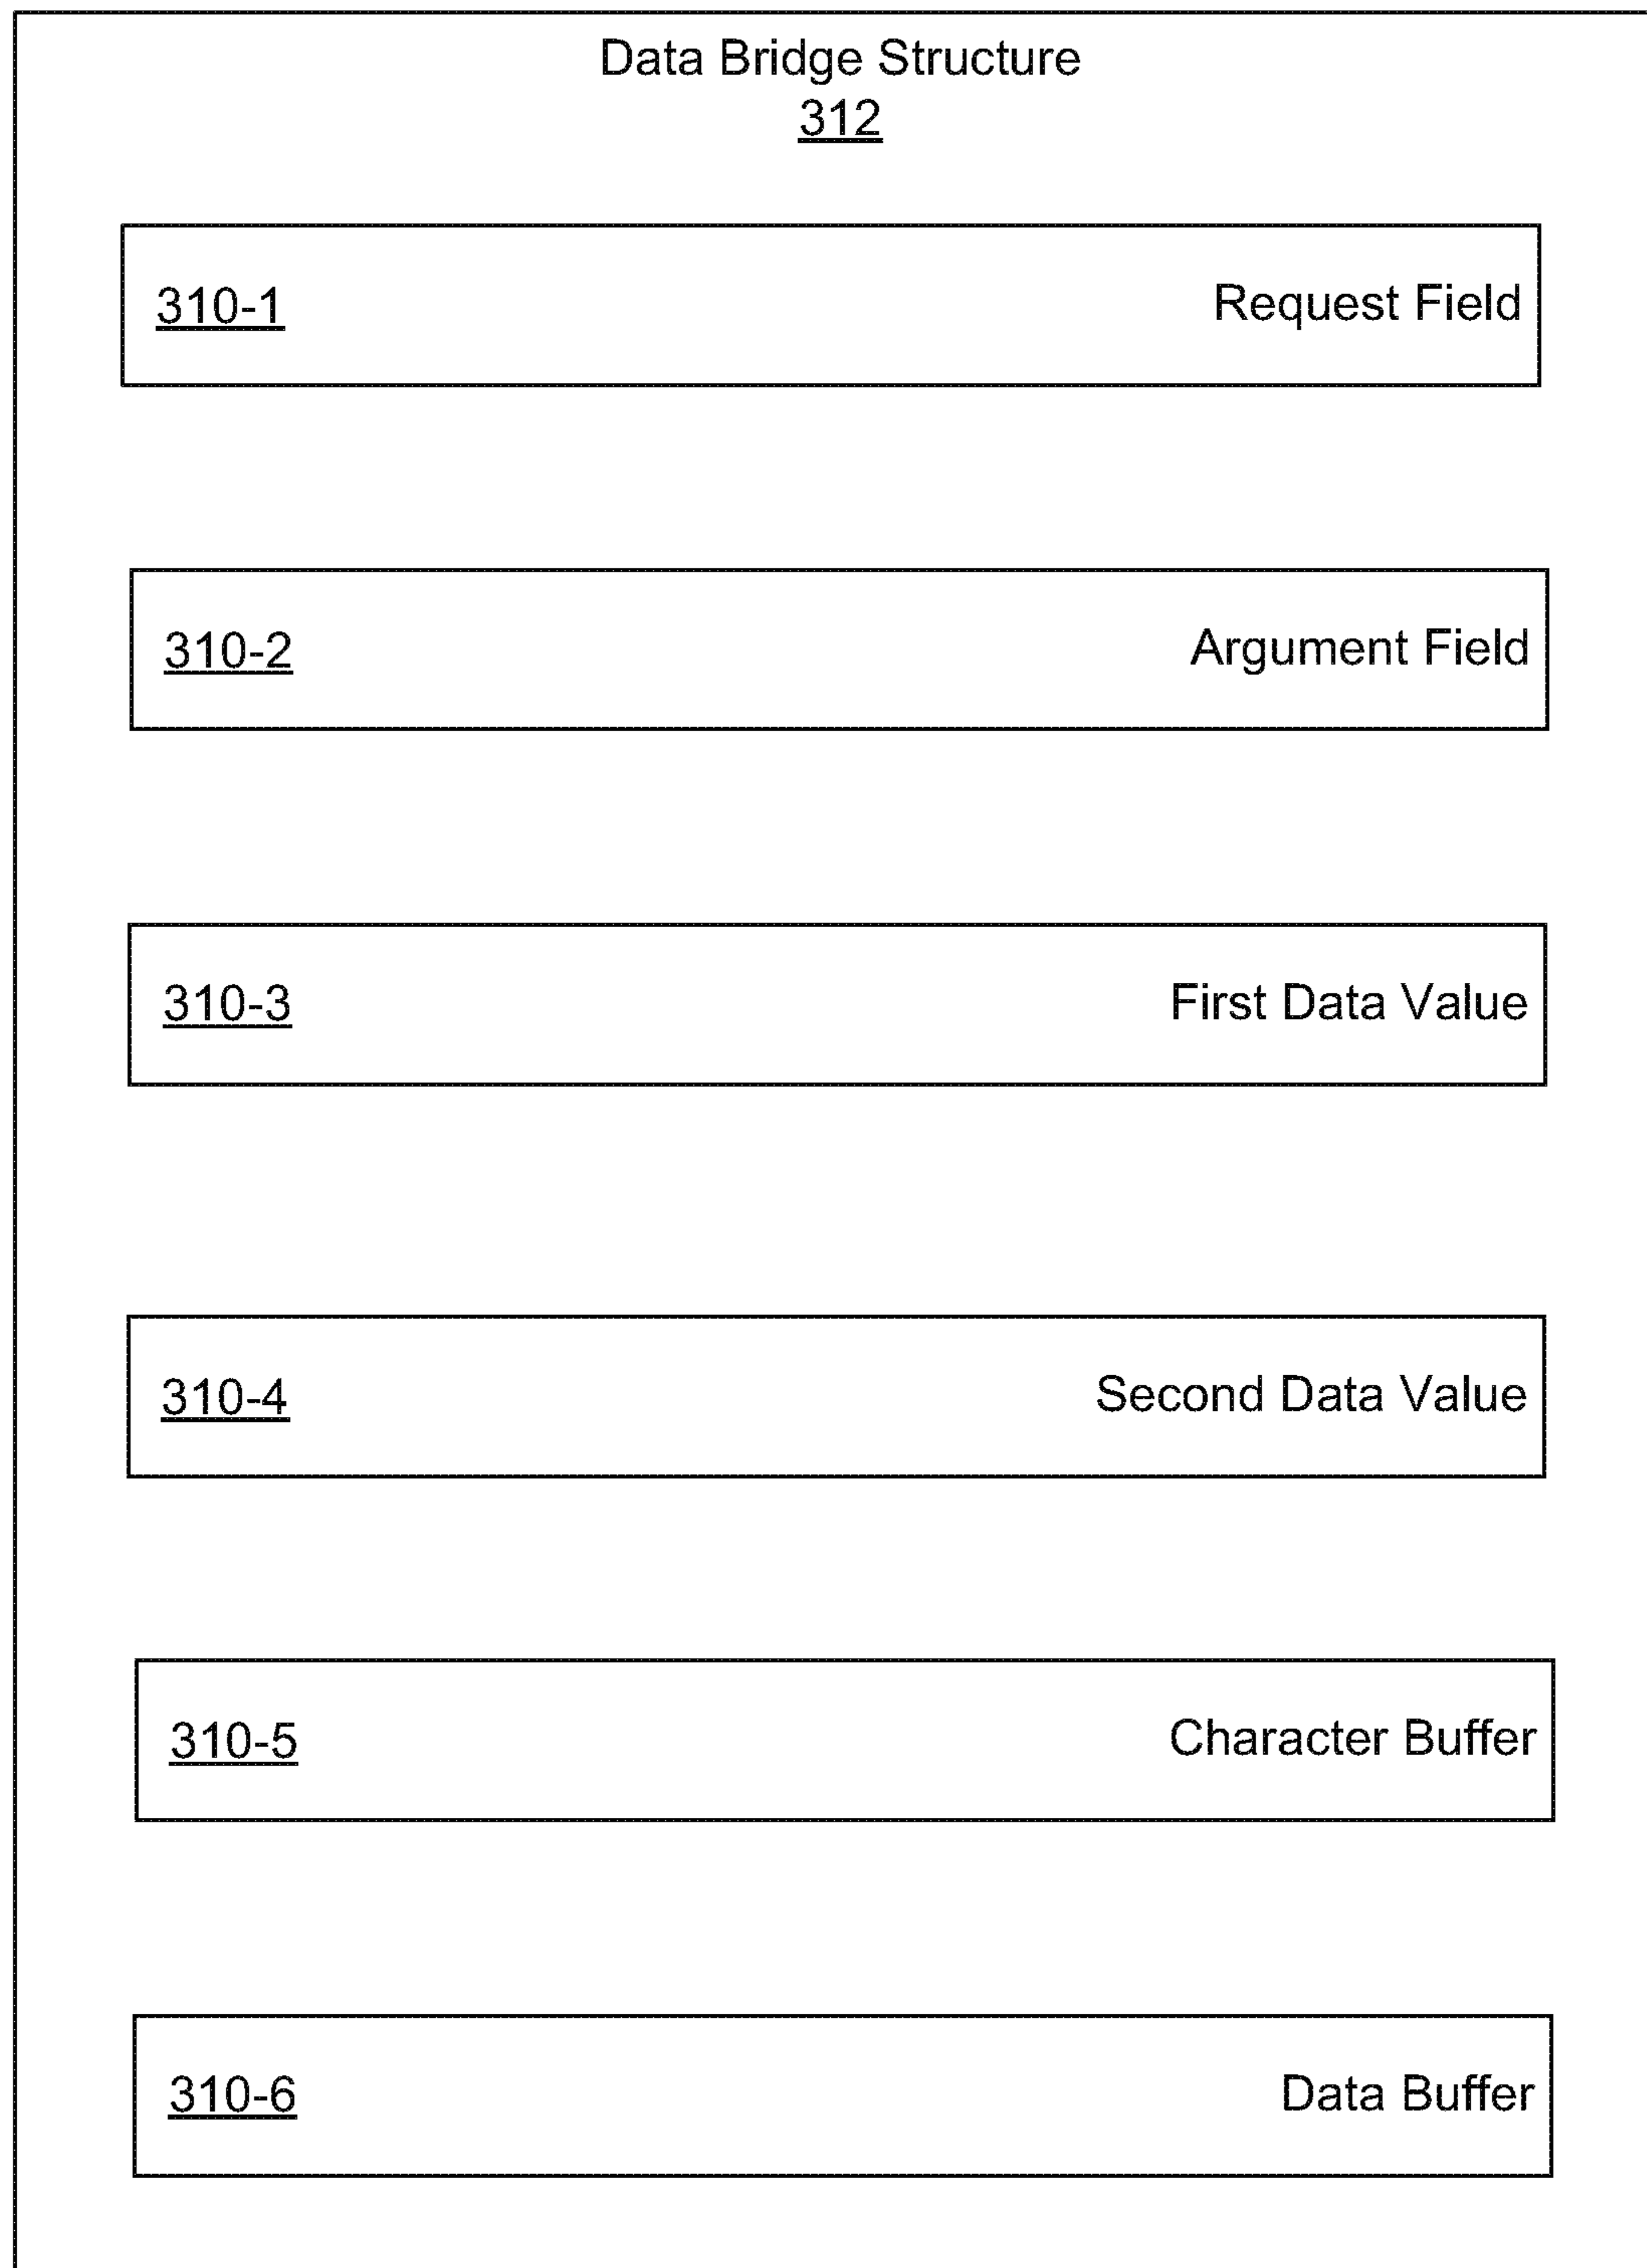 Data Bridge Structure
312
310-1 Request Field
310-2 Argument Field
310-3 First Data Value
310-4 Second Data Value
310-5 Character Buffer
310-6 Data Buffer